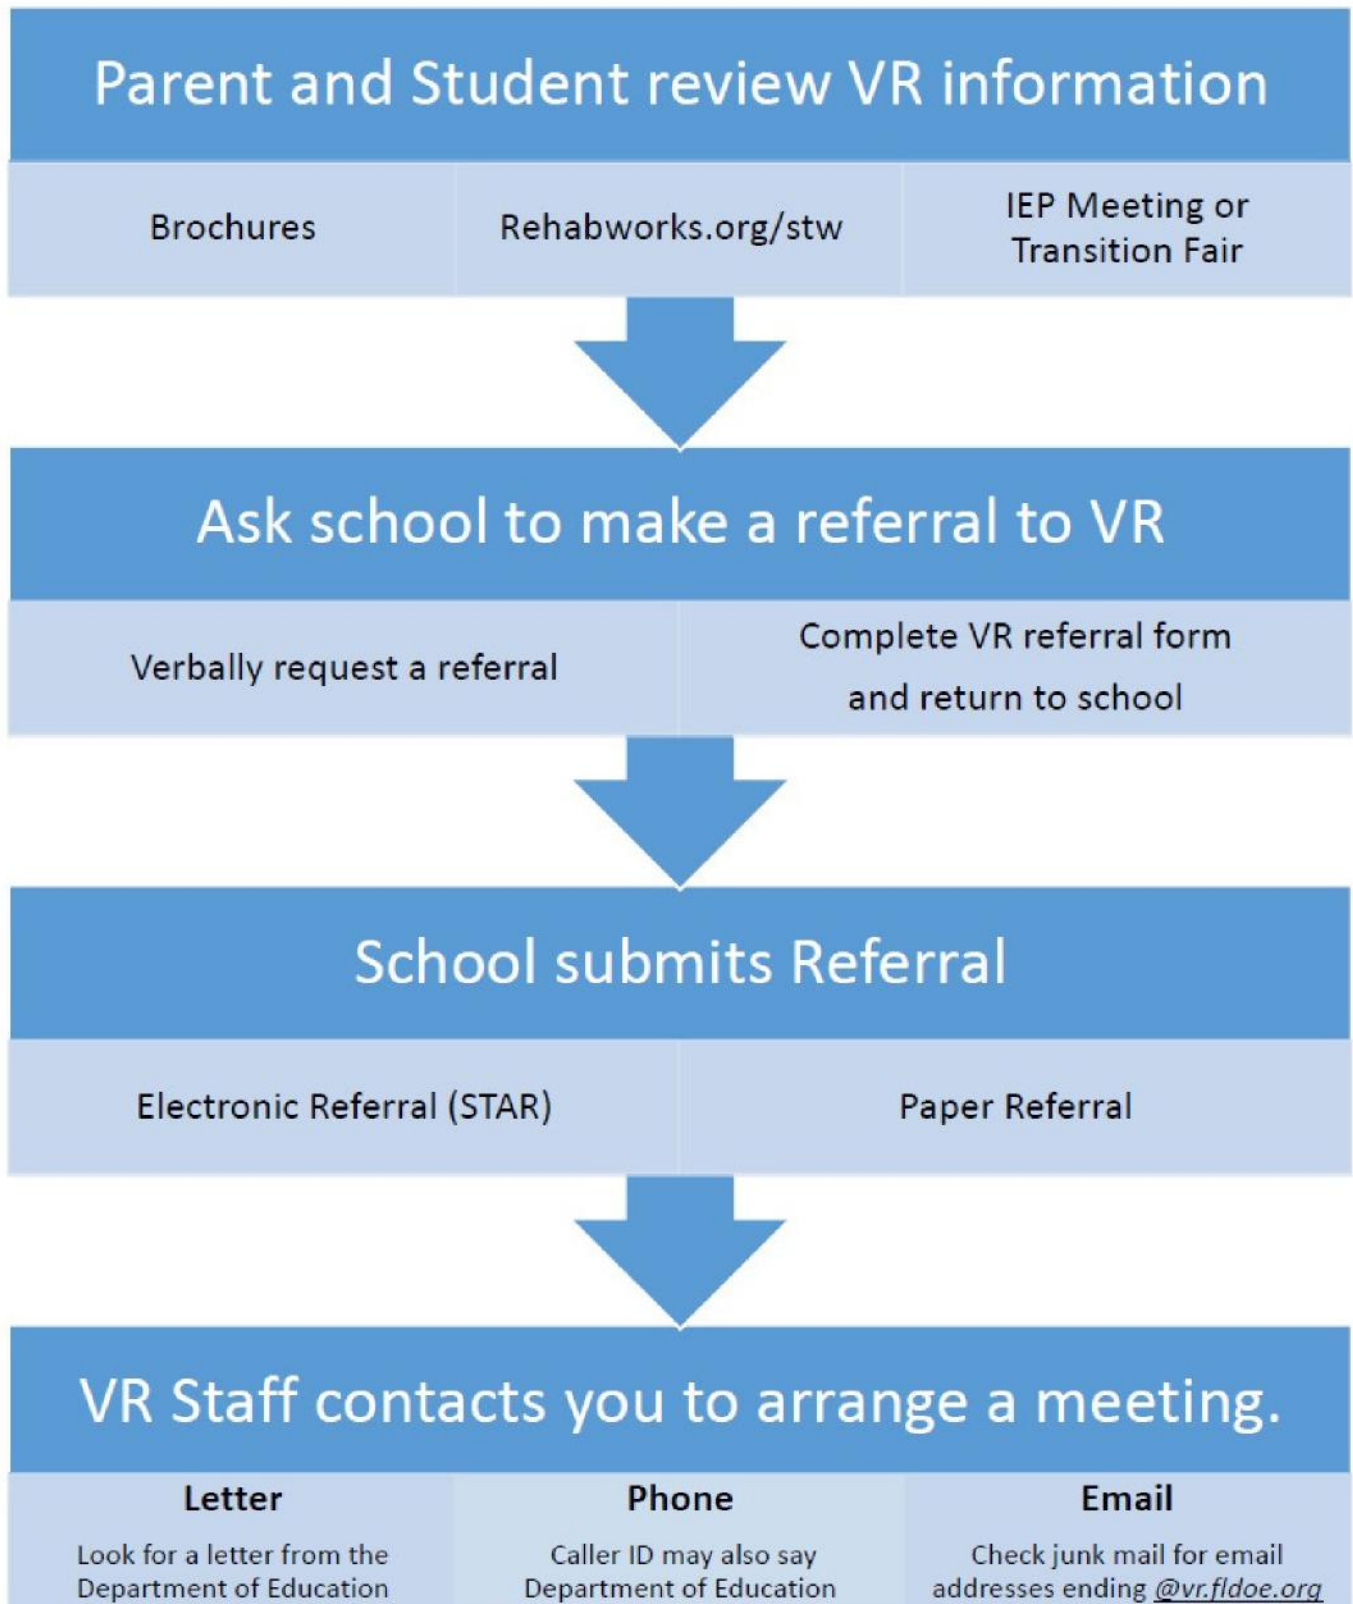 Parent and Student review VR information
Brochures
Rehabworks.org/stw
IEP Meeting or
Transition Fair
Ask school to make a referral to VR
Verbally request a referral
Complete VR referral form
and return to school
School submits Referral
Electronic Referral (STAR)
Paper Referral
VR Staff contacts you to arrange a meeting.
Letter
Look for a letter from the
Department of Education
Phone
Caller ID may also say
Department of Education
Email
Check junk mail for email
addresses ending @vr.fldoe.org